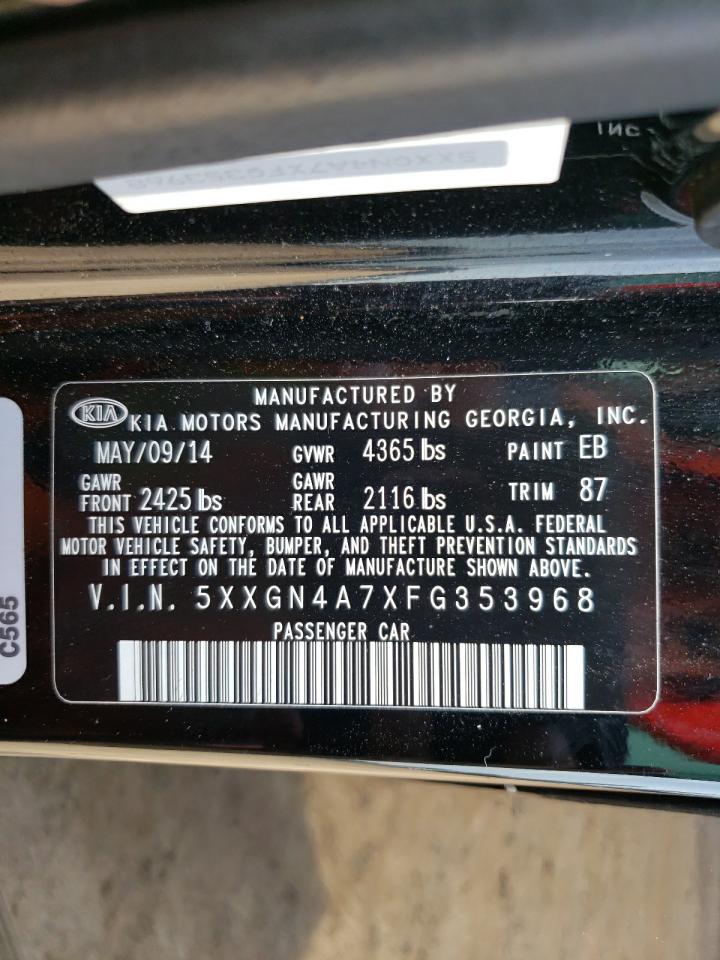 INC.
5XXGN4A7XFG353968
MANUFACTURED BY
KIA KIA MOTORS MANUFACTURING GEORGIA, INC.
MAY/09/14 GVWR 4365 lbs PAINT EB
GAWR FRONT 2425 lbs GAWR REAR 2116 lbs TRIM 87
THIS VEHICLE CONFORMS TO ALL APPLICABLE U.S.A. FEDERAL
MOTOR VEHICLE SAFETY, BUMPER, AND THEFT PREVENTION STANDARDS
IN EFFECT ON THE DATE OF MANUFACTURE SHOWN ABOVE.
V.I.N. 5XXGN4A7XFG353968
PASSENGER CAR
C565